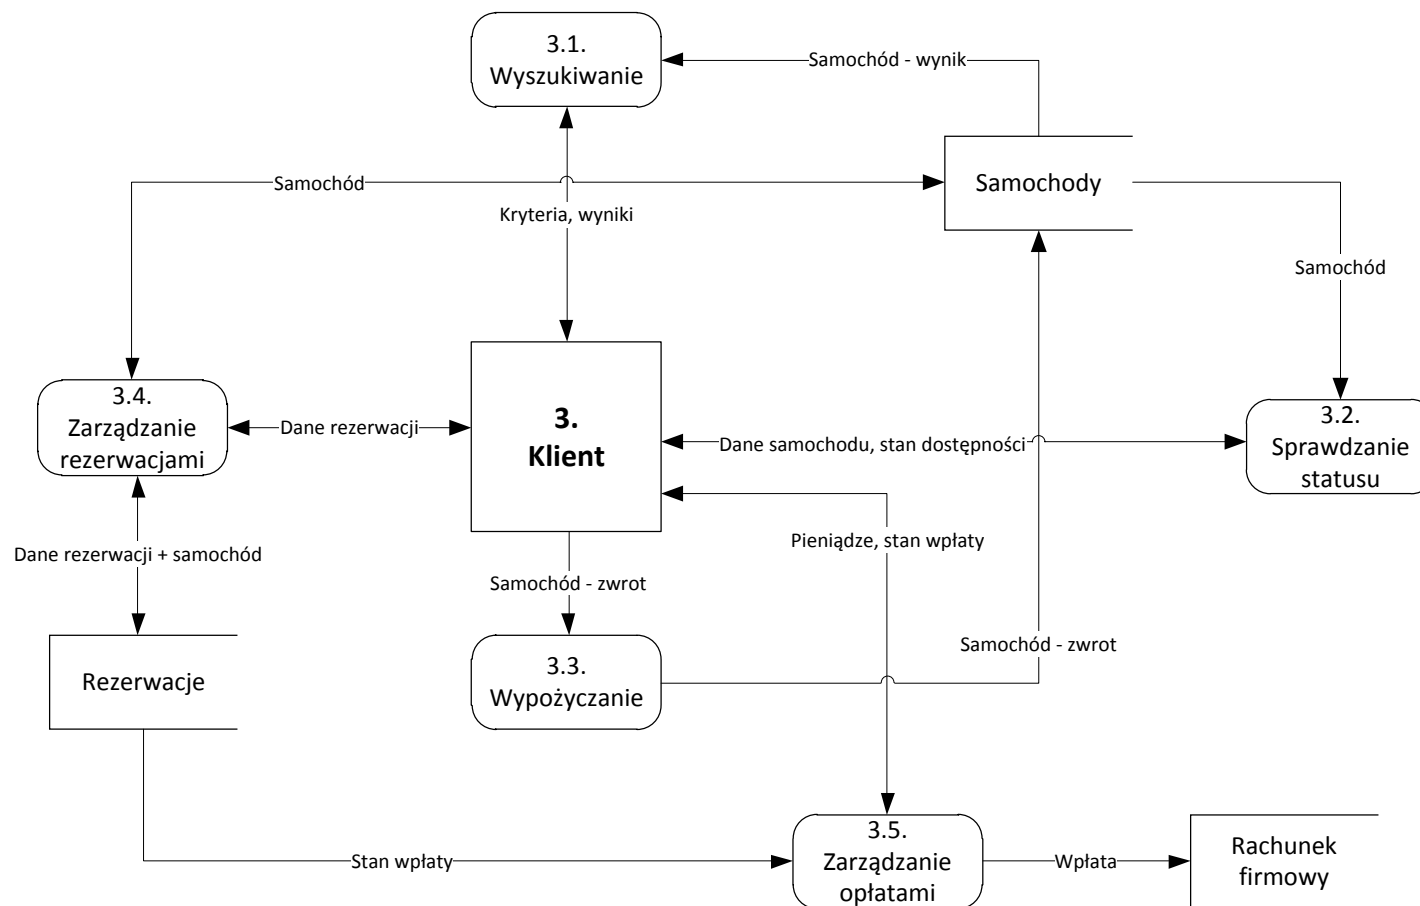 3.1.
Wyszukiwanie
Samochód - wynik
Samochód
Samochody
Kryteria, wyniki
Samochód
3.4.
Zarządzanie
rezerwacjami
Dane rezerwacji
3.
Klient
Dane samochodu, stan dostępności
3.2.
Sprawdzanie
statusu
Dane rezerwacji + samochód
Pieniądze, stan wpłaty
Samochód - zwrot
Samochód - zwrot
Rezerwacje
3.3.
Wypożyczanie
Stan wpłaty
3.5.
Zarządzanie
opłatami
Wpłata
Rachunek
firmowy